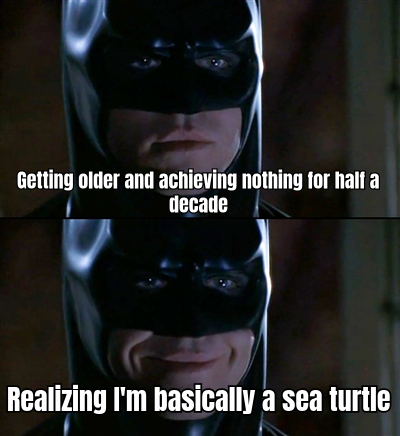 Getting older and achieving nothing for half a
decade
Realizing I'm basically a sea turtle